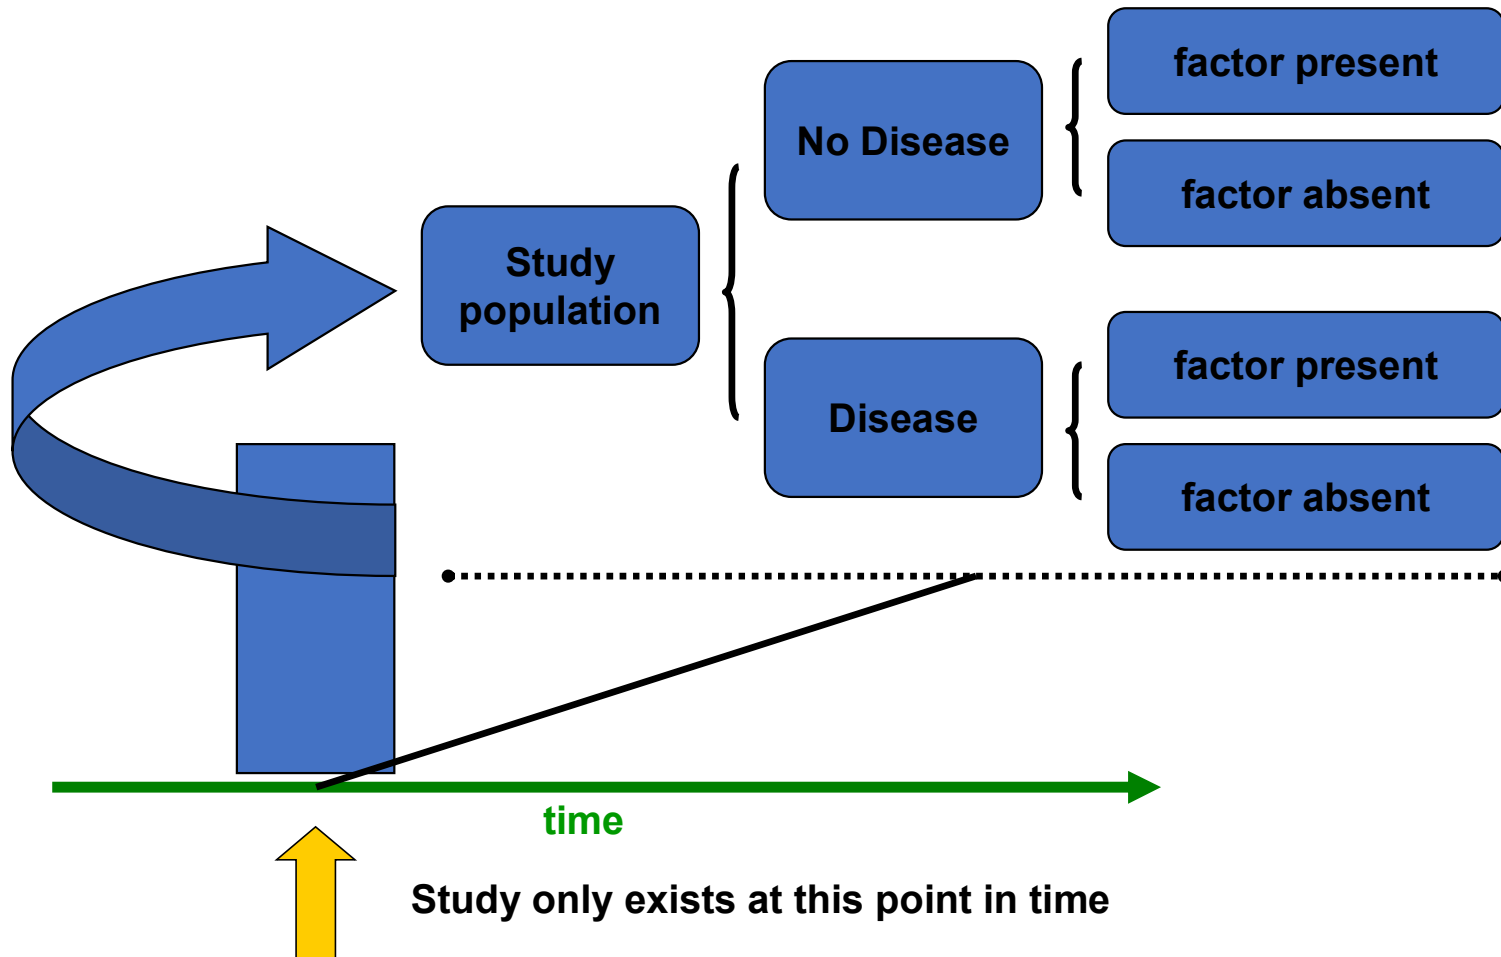 factor present
No Disease
factor absent
Study
population
factor present
Disease
factor absent
time
Study only exists at this point in time